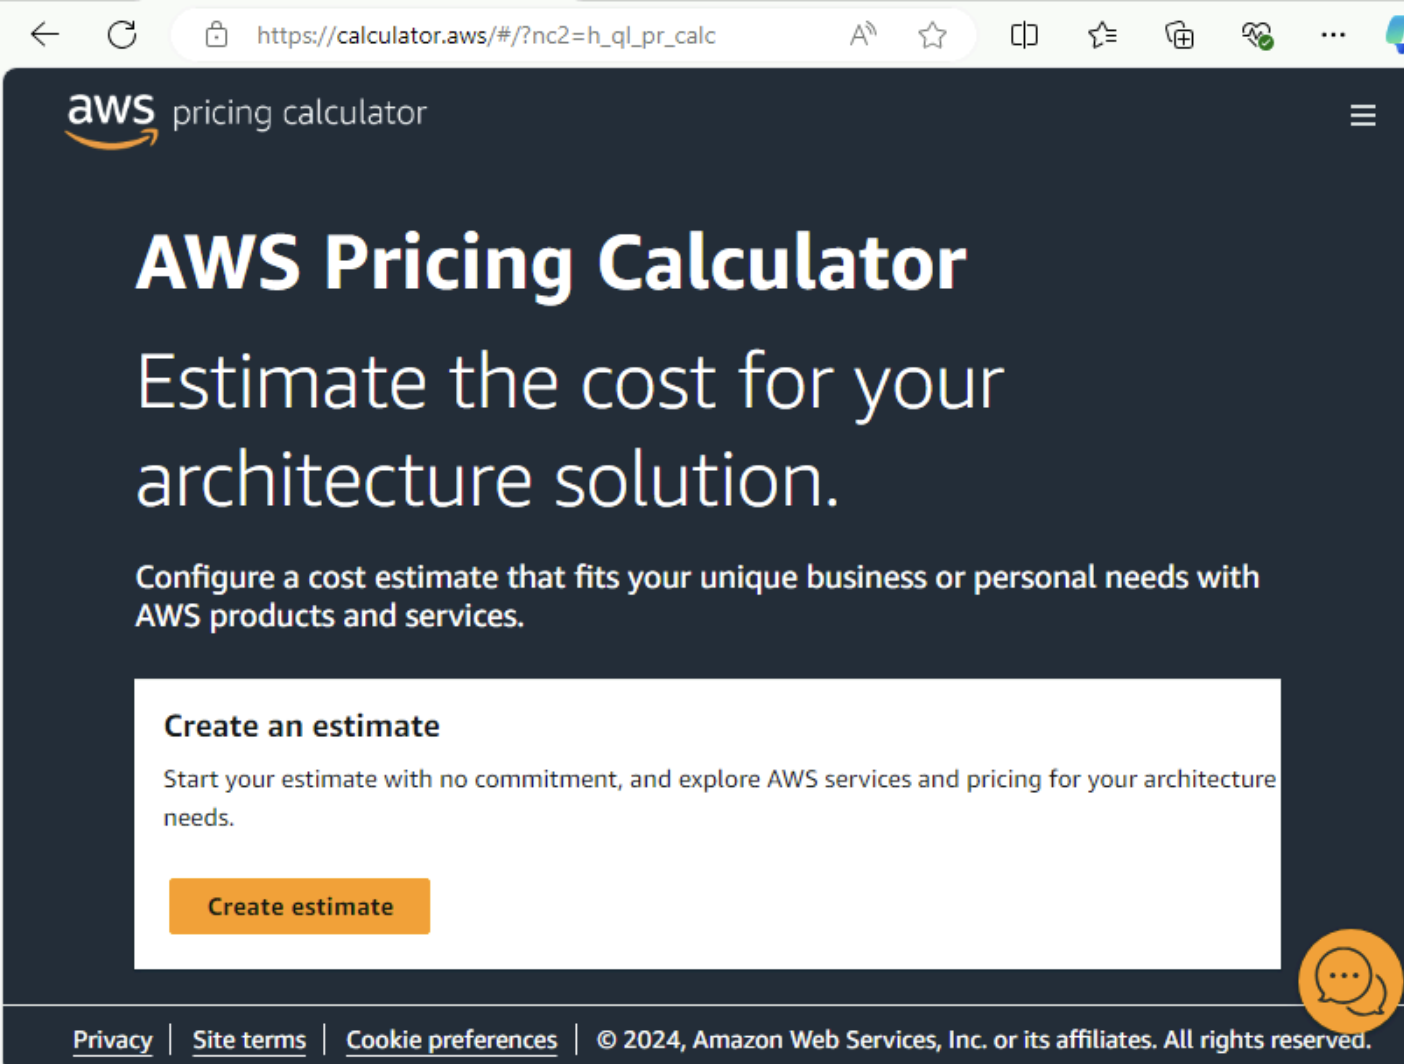 https://calculator.aws/#/?nc2=h_ql_pr_calc
aws pricing calculator
AWS Pricing Calculator
Estimate the cost for your
architecture solution.
Configure a cost estimate that fits your unique business or personal needs with
AWS products and services.
Create an estimate
Start your estimate with no commitment, and explore AWS services and pricing for your architecture
needs.
Create estimate
Privacy | Site terms | Cookie preferences | © 2024, Amazon Web Services, Inc. or its affiliates. All rights reserved.